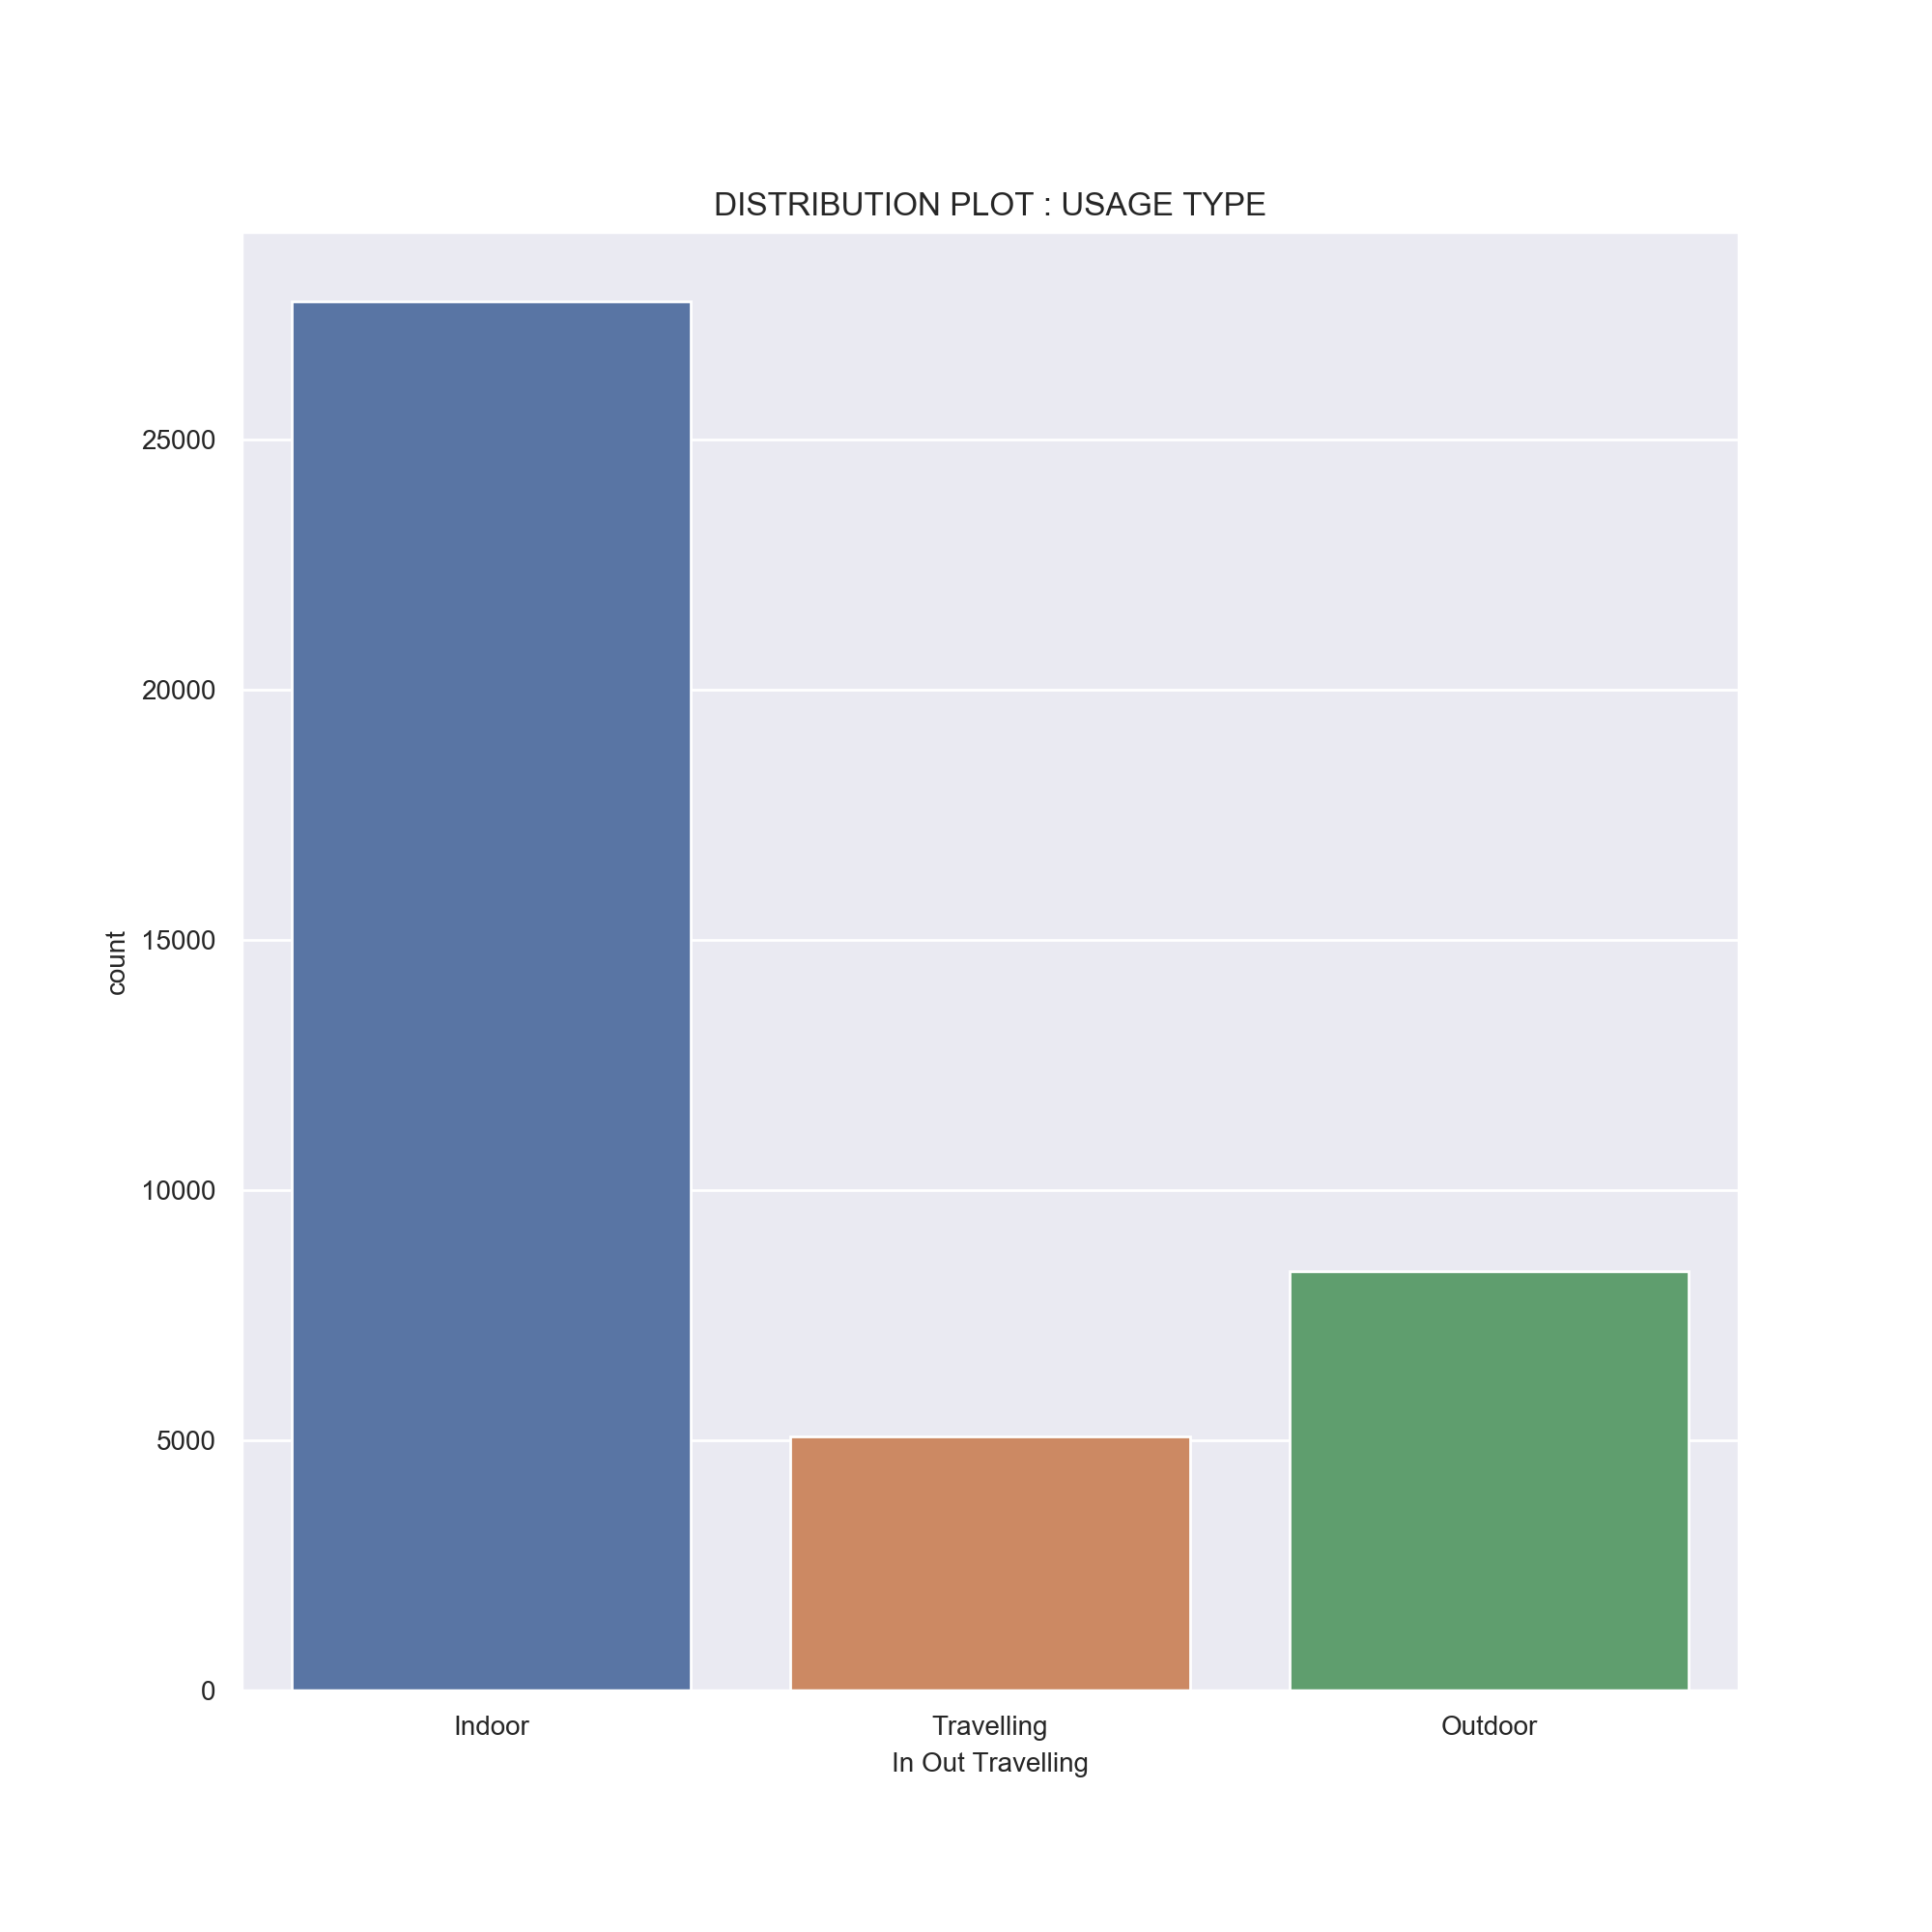 DISTRIBUTION PLOT : USAGE TYPE
25000
20000
15000
10000
5000
0
count
Indoor Travelling Outdoor
In Out Travelling